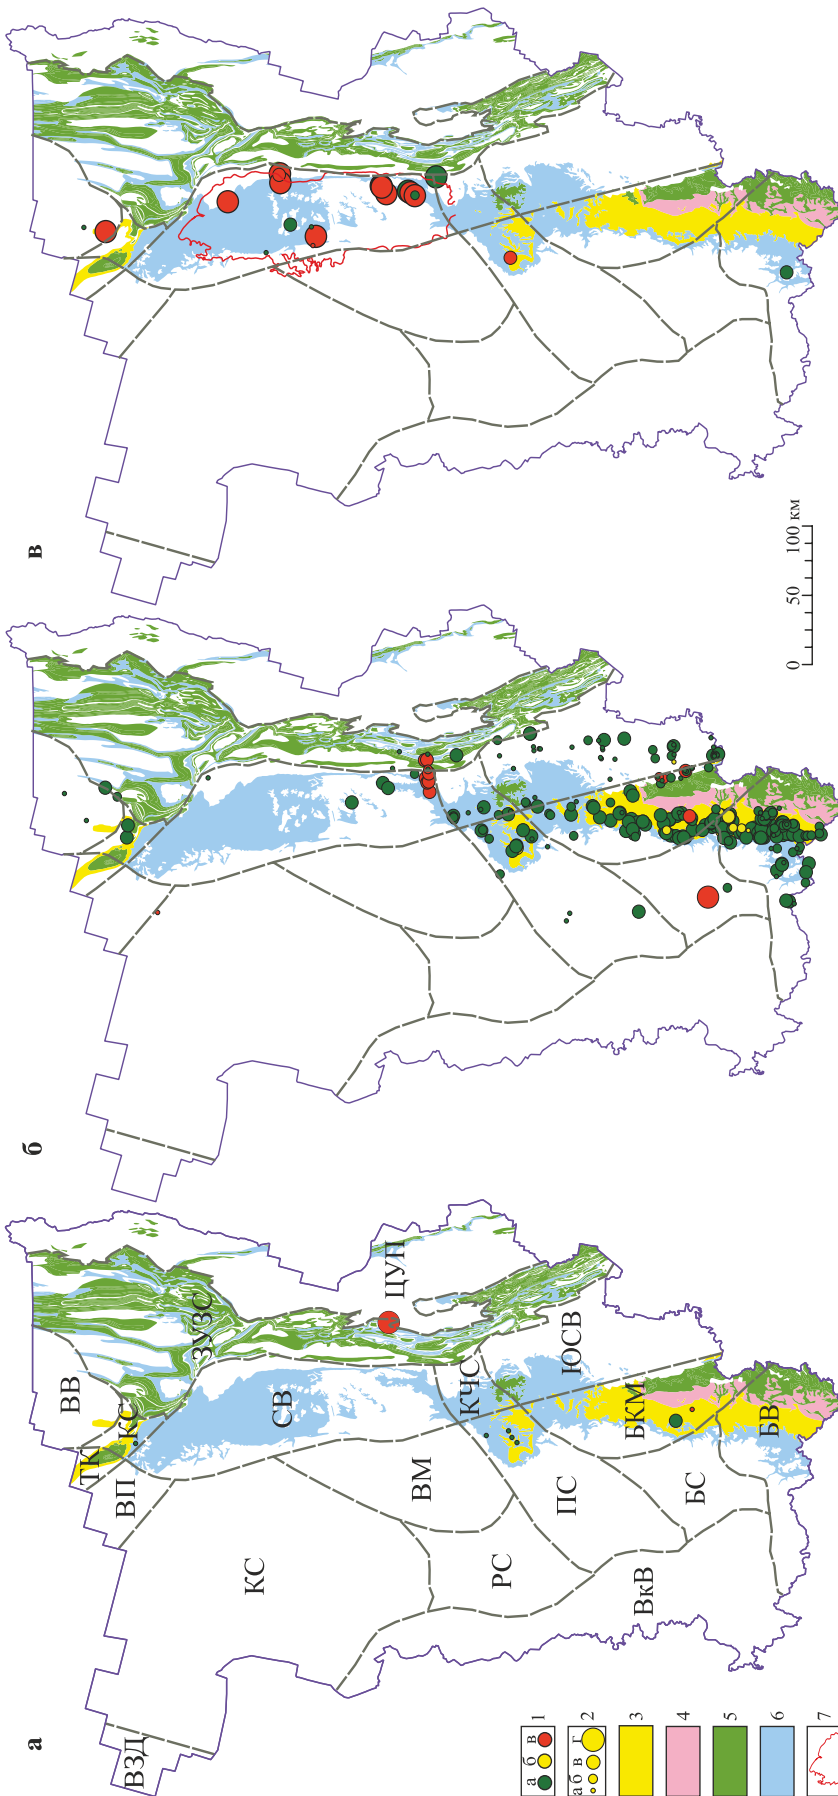 а
ВЗД
ТК
ВВ
ВП
КС
ЗУЗС
КС
СВ
ЦУП
ВМ
КЧС
РС
ПС
ЮСВ
ВкВ
БС
БКМ
БВ
б
в
0 50 100 км
а б в 1
а б в г 2
3
4
5
6
7